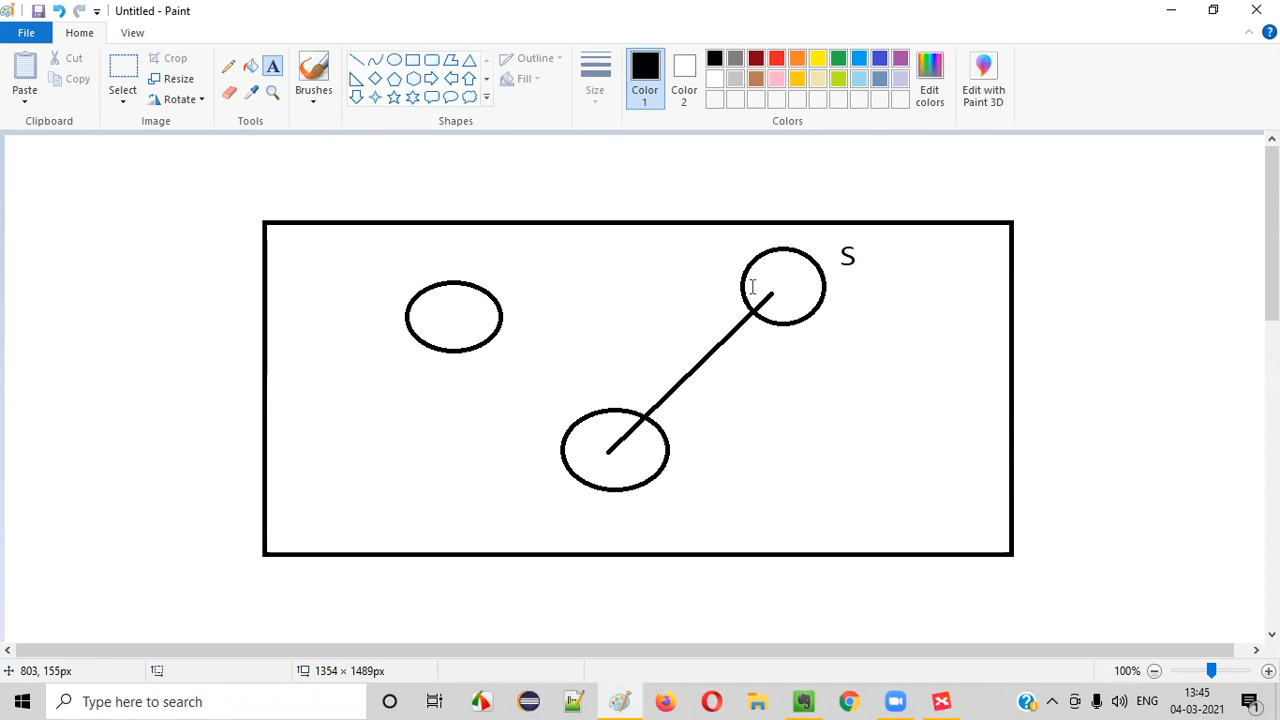 Untitled - Paint
File
Home
View
Paste
Cut
Copy
Clipboard
Select
Crop
Resize
Rotate
Image
A
Tools
Brushes
Outline
Fill
Shapes
Size
Color
1
Color
2
Edit
colors
Colors
Edit with
Paint 3D
S
803, 155px
1354 × 1489px
100%
Type here to search
ENG
13:45
04-03-2021
1